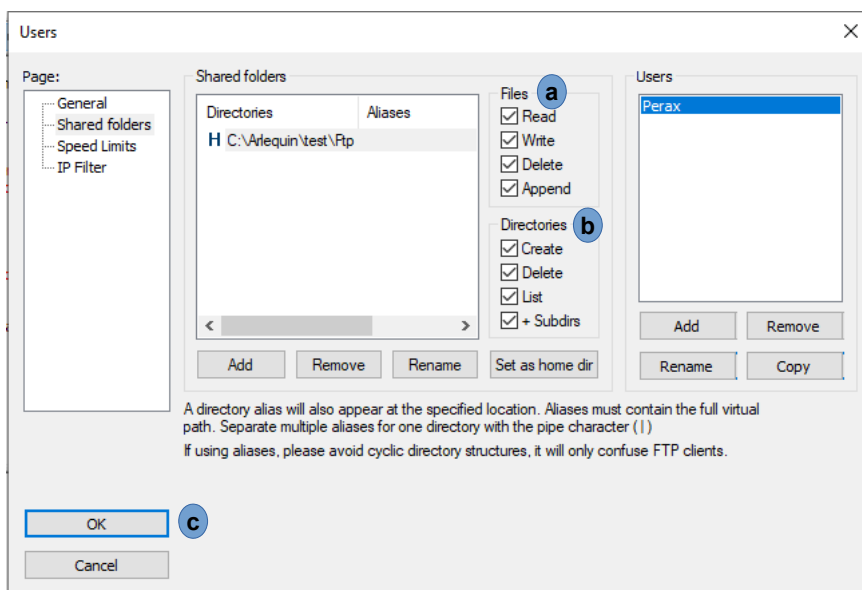 Users
Page:
General
Shared folders
Speed Limits
IP Filter
Shared folders
Directories Aliases
H C:\Arlequin\test\Ftp
Files a
Read
Write
Delete
Append
Directories b
Create
Delete
List
+ Subdirs
Add Remove Rename Set as home dir
Users
Perax
Add Remove
Rename Copy
A directory alias will also appear at the specified location. Aliases must contain the full virtual
path. Separate multiple aliases for one directory with the pipe character ( | )
If using aliases, please avoid cyclic directory structures, it will only confuse FTP clients.
OK c
Cancel